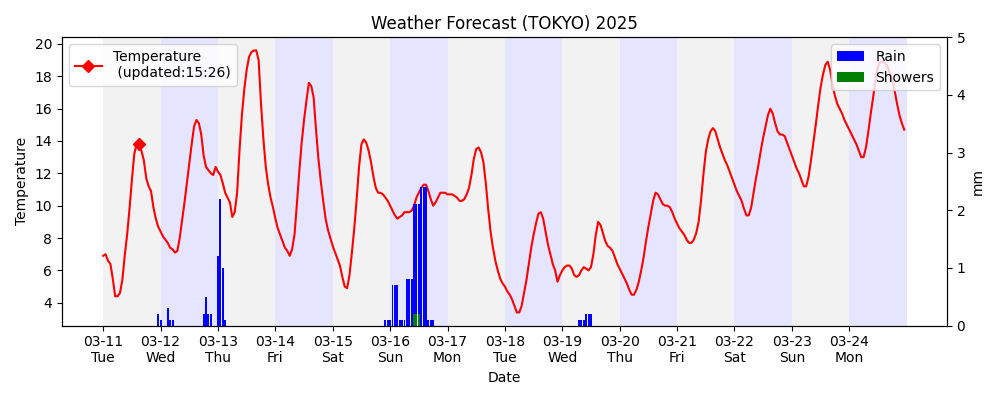 Weather Forecast (TOKYO) 2025
Temperature
(updated:15:26)
Rain
Showers
Temperature
20
18
16
14
12
10
8
6
4
5
4
3
2
1
0
mm
03-11 03-12 03-13 03-14 03-15 03-16 03-17 03-18 03-19 03-20 03-21 03-22 03-23 03-24
Tue Wed Thu Fri Sat Sun Mon Tue Wed Thu Fri Sat Sun Mon
Date